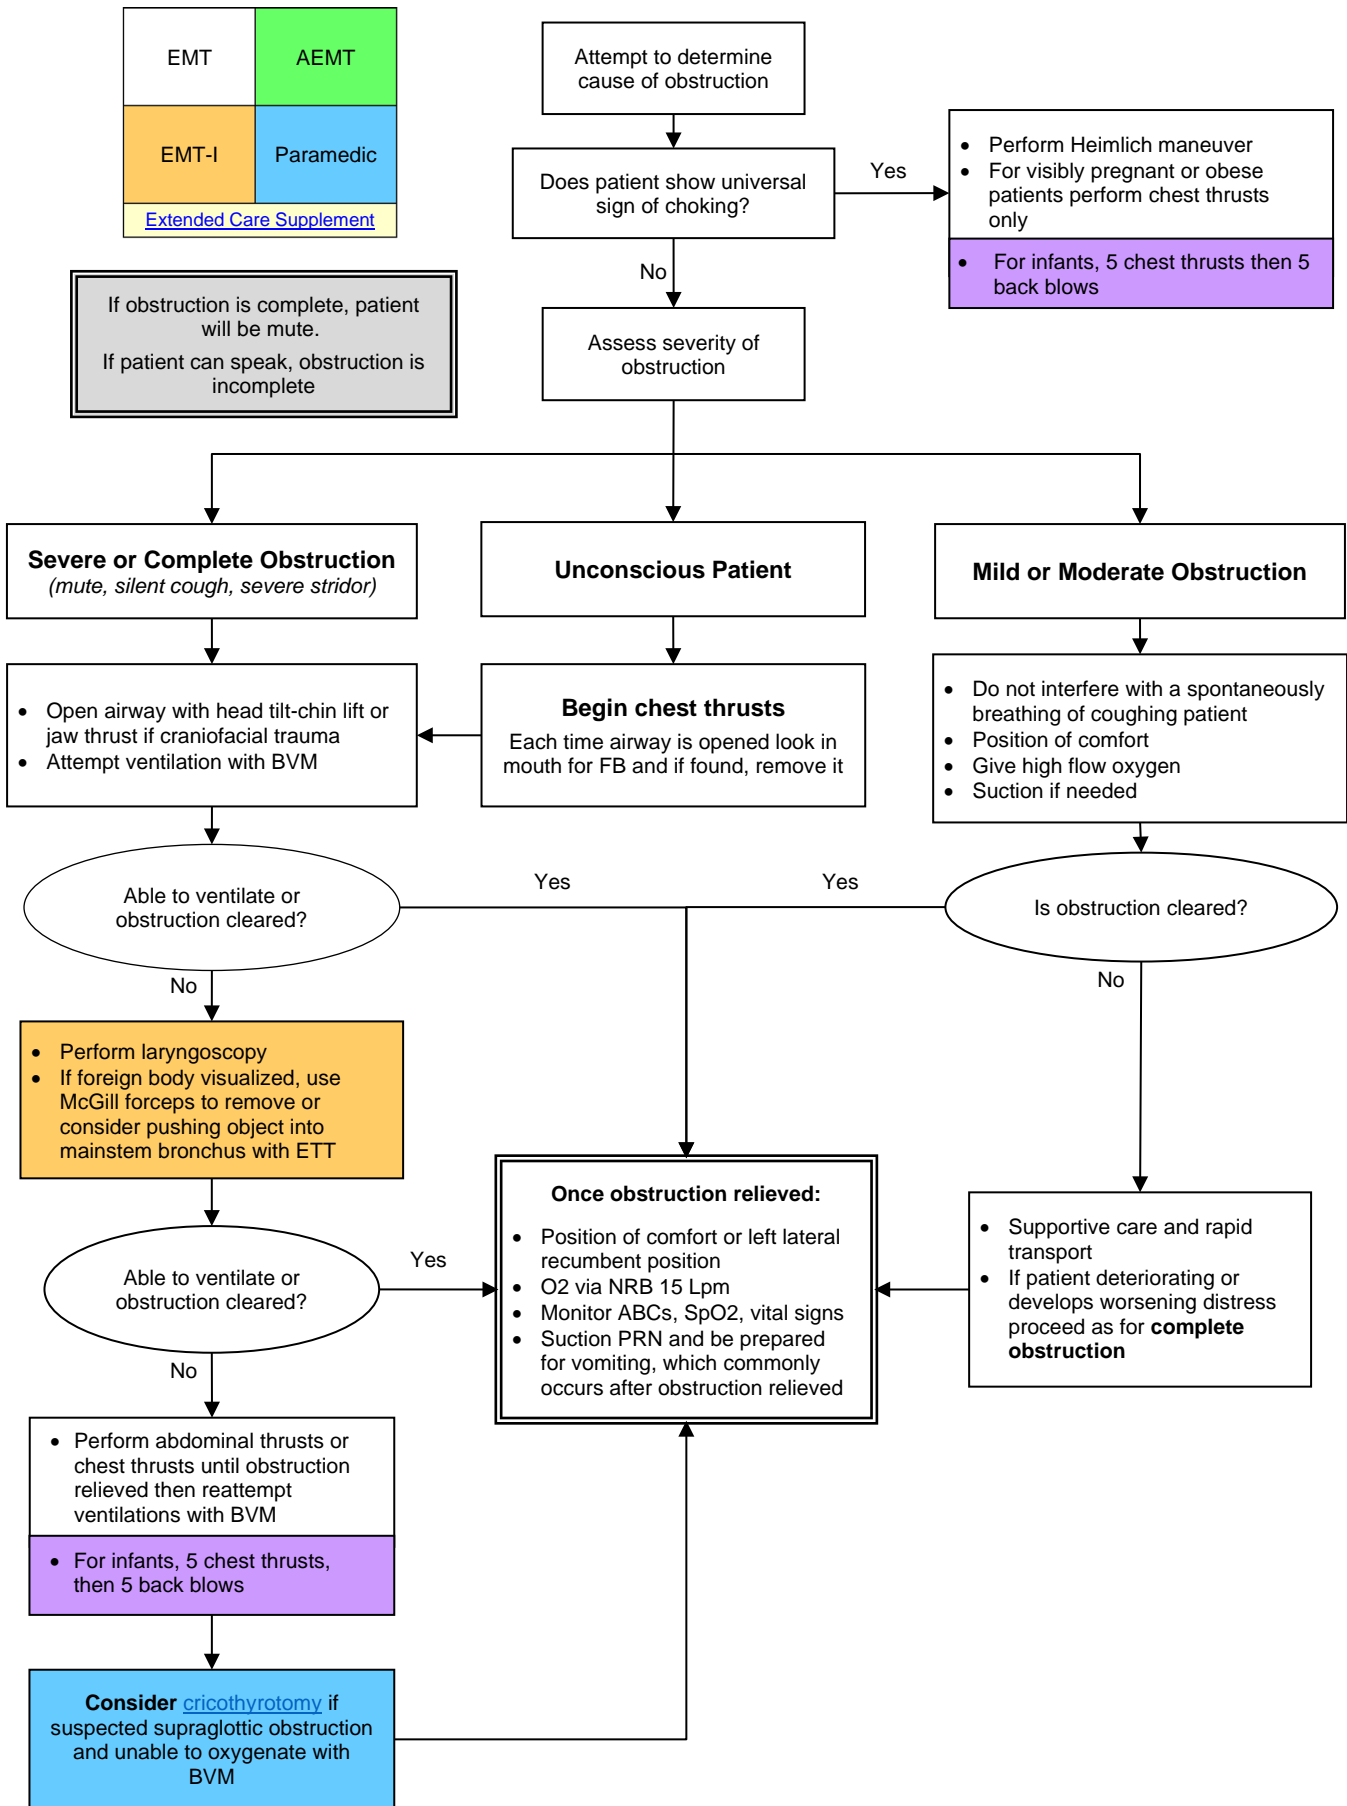 EMT
AEMT
EMT-I
Paramedic
Extended Care Supplement
Attempt to determine
cause of obstruction
Does patient show universal
sign of choking?
Yes
• Perform Heimlich maneuver
• For visibly pregnant or obese
patients perform chest thrusts
only
• For infants, 5 chest thrusts then 5
back blows
No
If obstruction is complete, patient
will be mute.
If patient can speak, obstruction is
incomplete
Assess severity of
obstruction
Severe or Complete Obstruction
(mute, silent cough, severe stridor)
Unconscious Patient
Mild or Moderate Obstruction
• Open airway with head tilt-chin lift or
jaw thrust if craniofacial trauma
• Attempt ventilation with BVM
Begin chest thrusts
Each time airway is opened look in
mouth for FB and if found, remove it
• Do not interfere with a spontaneously
breathing of coughing patient
• Position of comfort
• Give high flow oxygen
• Suction if needed
Able to ventilate or
obstruction cleared?
Yes
Yes
Is obstruction cleared?
No
No
• Perform laryngoscopy
• If foreign body visualized, use
McGill forceps to remove or
consider pushing object into
mainstem bronchus with ETT
Able to ventilate or
obstruction cleared?
Yes
Once obstruction relieved:
• Position of comfort or left lateral
recumbent position
• O2 via NRB 15 Lpm
• Monitor ABCs, SpO2, vital signs
• Suction PRN and be prepared
for vomiting, which commonly
occurs after obstruction relieved
• Supportive care and rapid
transport
• If patient deteriorating or
develops worsening distress
proceed as for complete
obstruction
No
• Perform abdominal thrusts or
chest thrusts until obstruction
relieved then reattempt
ventilations with BVM
• For infants, 5 chest thrusts,
then 5 back blows
Consider cricothyrotomy if
suspected supraglottic obstruction
and unable to oxygenate with
BVM